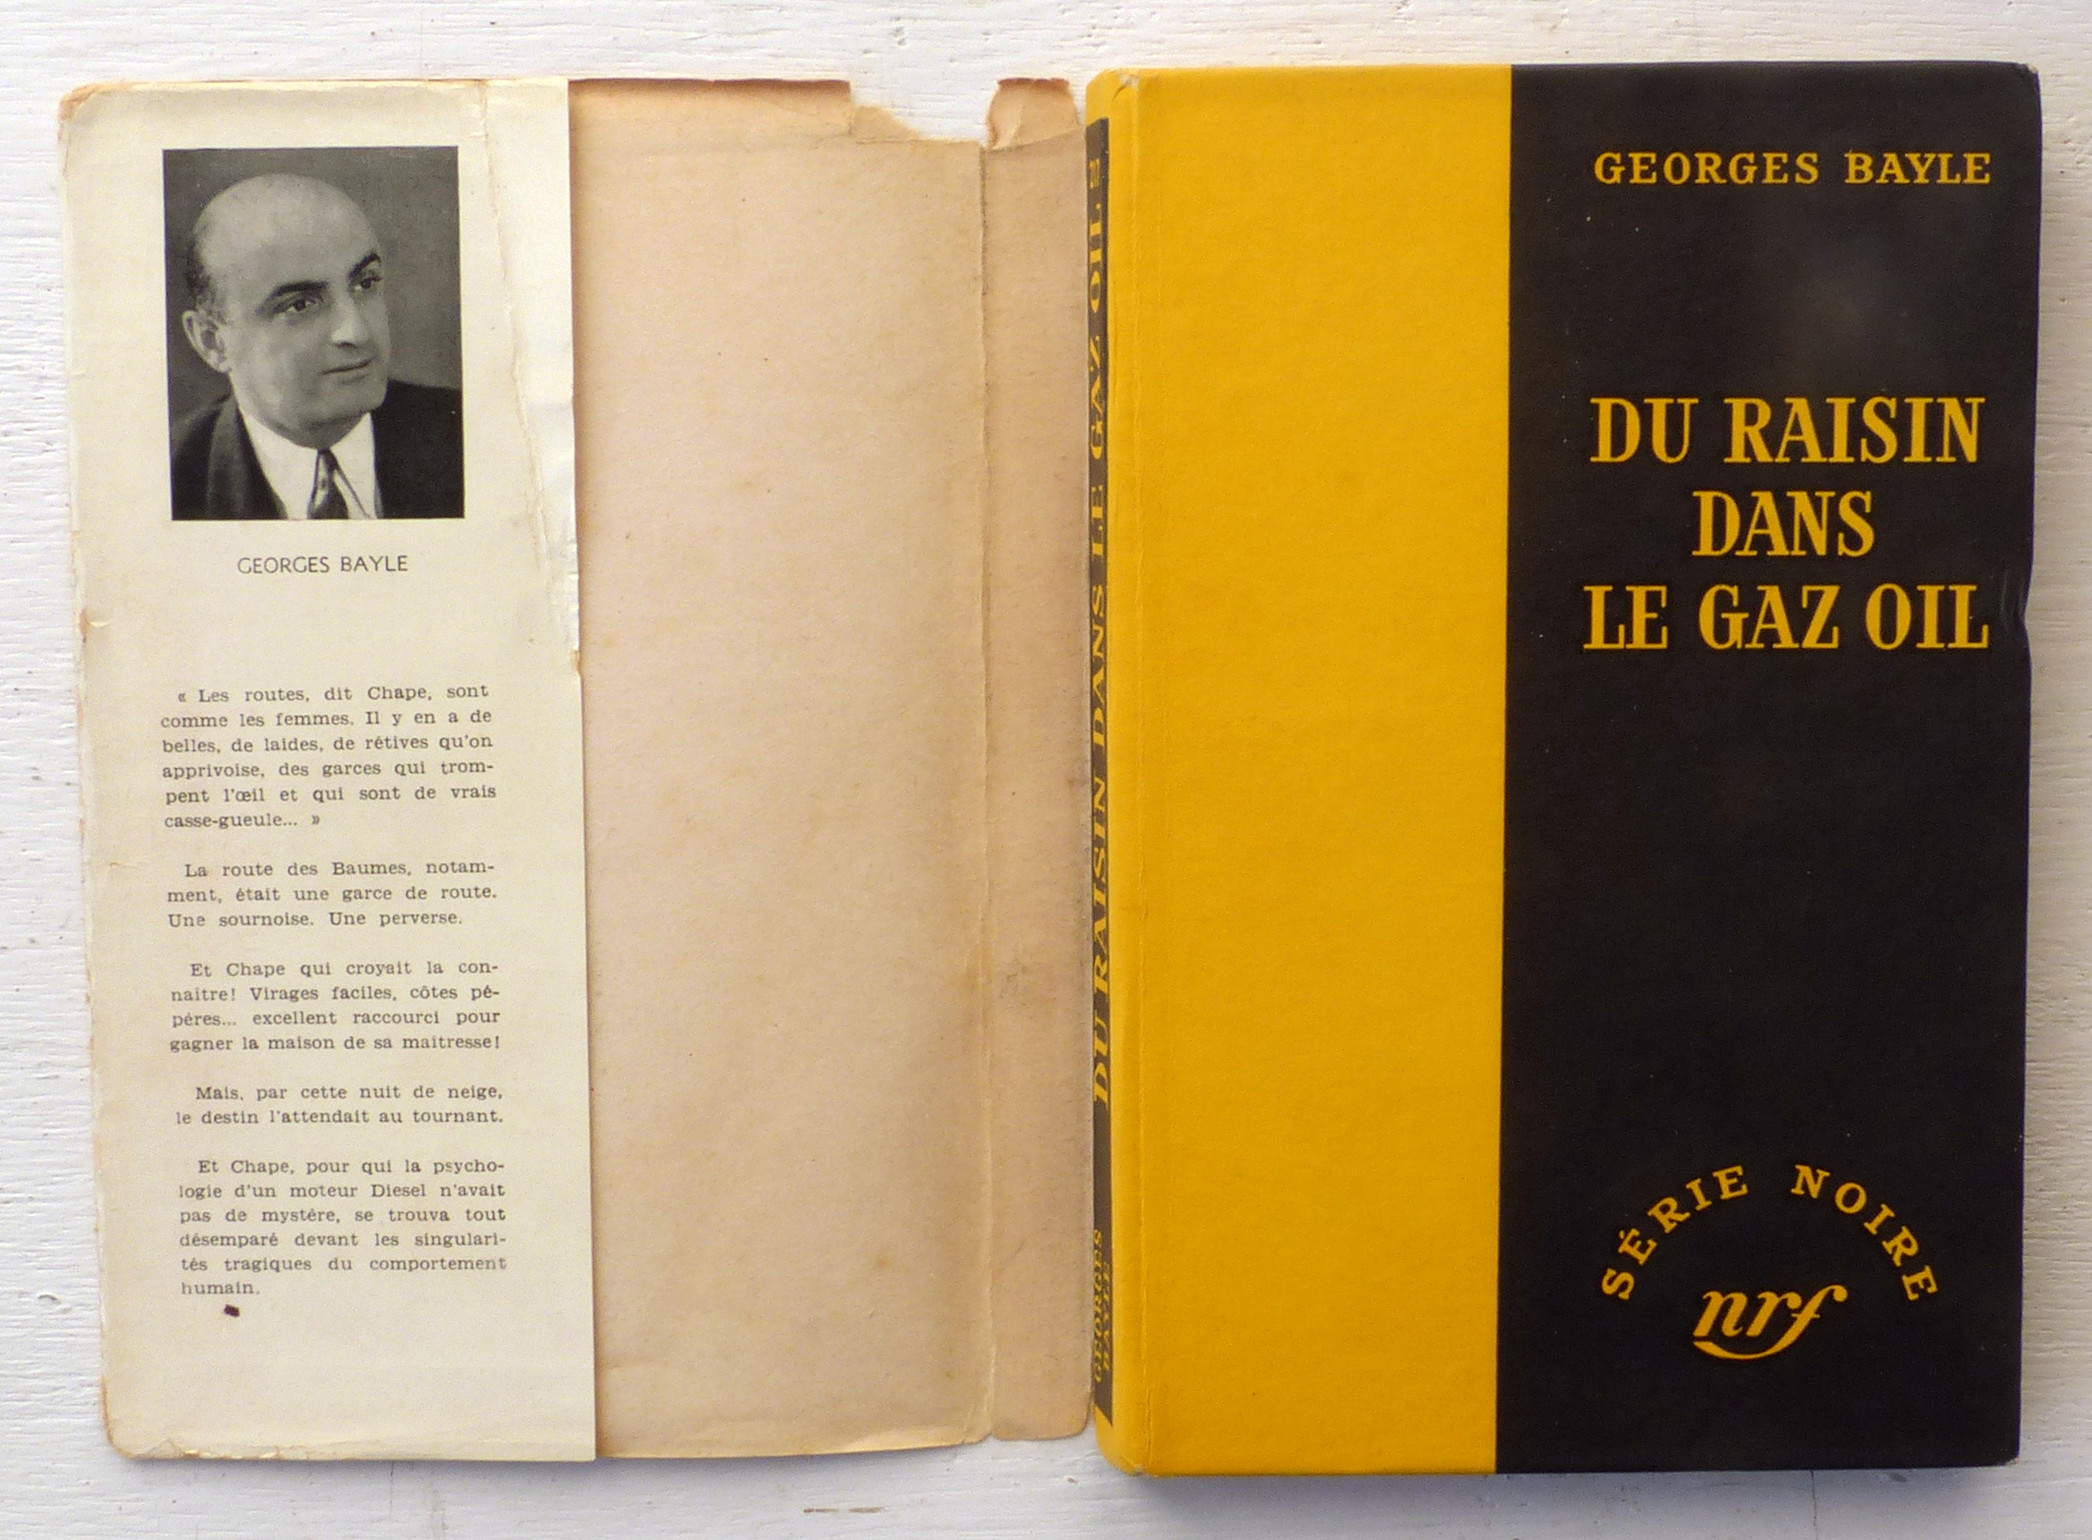 GEORGES BAYLE
« Les routes, dit Chape, sont
comme les femmes. Il y en a de
belles, de laides, de rétives qu'on
apprivoise, des garces qui trom-
pent l'œil et qui sont de vrais
casse-gueule... »
La route des Baumes, notam-
ment, était une garce de route.
Une sournoise. Une perverse.
Et Chape qui croyait la con-
naître! Virages faciles, côtes pé-
pères... excellent raccourci pour
gagner la maison de sa maîtresse!
Mais, par cette nuit de neige,
le destin l'attendait au tournant.
Et Chape, pour qui la psycho-
logie d'un moteur Diesel n'avait
pas de mystère, se trouva tout
désemparé devant les singulari-
tés tragiques du comportement
humain.
GEORGES
BAYLE
DU RAISIN DANS LE GAZ OIL
GEORGES BAYLE
DU RAISIN
DANS
LE GAZ OIL
SÉRIE NOIRE
nrf